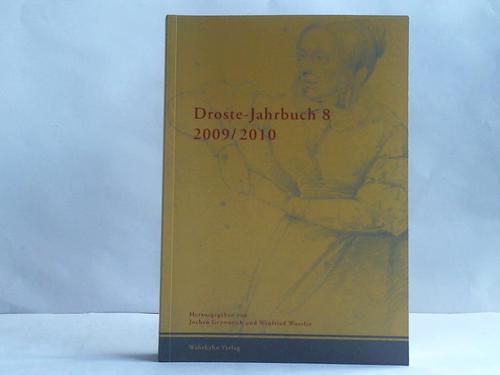 Droste-Jahrbuch 8
2009/2010
Herausgegeben von
Jochen Grywatsch und Winfried Woesler
Wehrhahn Verlag